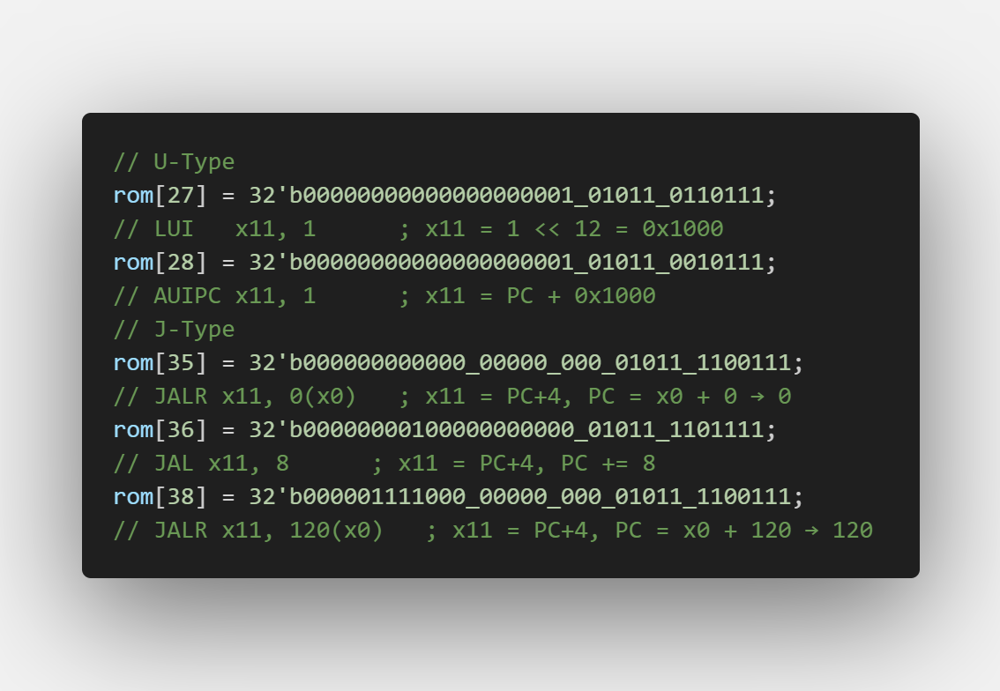 // U-Type
rom[27] = 32'b00000000000000000001_01011_0110111;
// LUI   x11, 1      ; x11 = 1 << 12 = 0x1000
rom[28] = 32'b00000000000000000001_01011_0010111;
// AUIPC x11, 1      ; x11 = PC + 0x1000
// J-Type
rom[35] = 32'b000000000000_00000_000_01011_1100111;
// JALR x11, 0(x0)   ; x11 = PC+4, PC = x0 + 0 → 0
rom[36] = 32'b00000000100000000000_01011_1101111;
// JAL x11, 8      ; x11 = PC+4, PC += 8
rom[38] = 32'b000001111000_00000_000_01011_1100111;
// JALR x11, 120(x0)   ; x11 = PC+4, PC = x0 + 120 → 120